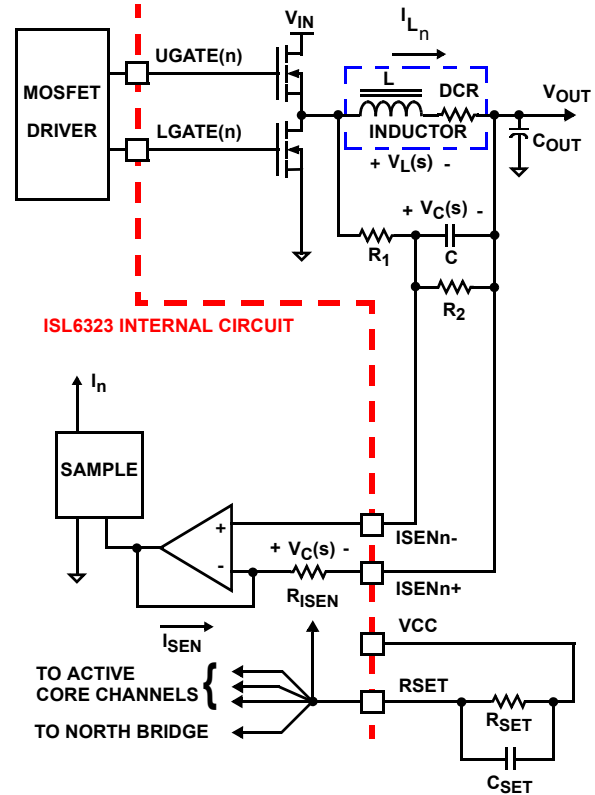 V_IN
I_Ln
UGATE(n)
MOSFET
DRIVER
L
DCR
V_OUT
LGATE(n)
INDUCTOR
C_OUT
+ V_L(s) -
+ V_C(s) -
R_1
C
R_2
ISL6323 INTERNAL CIRCUIT
I_n
SAMPLE
+
-
+ V_C(s) -
R_ISEN
ISENn-
ISENn+
I_SEN
VCC
TO ACTIVE
CORE CHANNELS {
RSET
R_SET
TO NORTH BRIDGE
C_SET